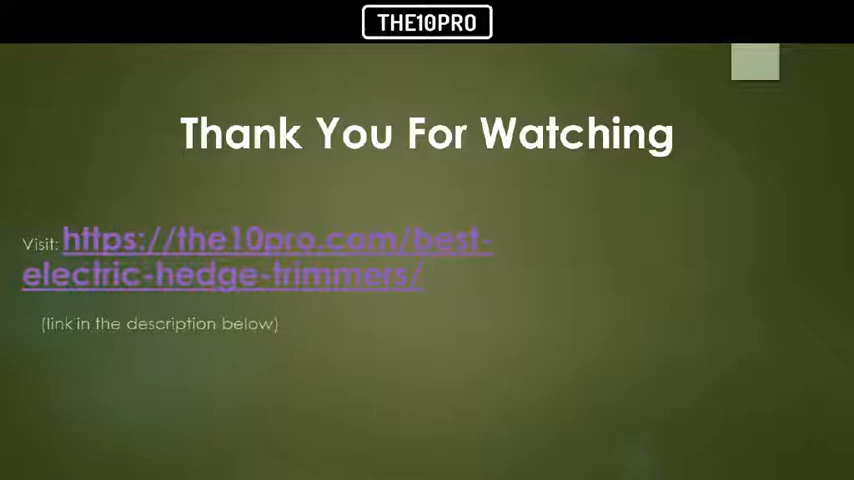 THE10PRO
Thank You For Watching
Visit: https://the10pro.com/best-
electric-hedge-trimmers/
(link in the description below)